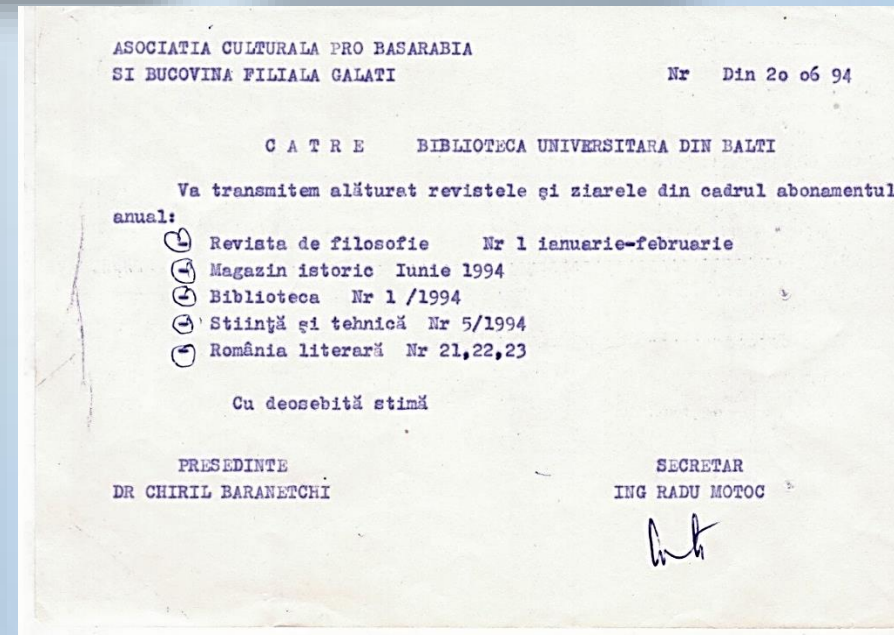 ASOCIATIA CULTURALA PRO BASARABIA
SI BUCOVINA FILIALA GALATI Nr Din 2o o6 94
C A T R E BIBLIOTECA UNIVERSITARA DIN BALTI
Va transmitem alăturat revistele şi ziarele din cadrul abonamentul
anual:
- Revista de filosofie Nr 1 ianuarie-februarie
- Magazin istoric Iunie 1994
- Biblioteca Nr 1 /1994
- Stiinţă şi tehnică Nr 5/1994
- România literară Nr 21,22,23
Cu deosebită stimă
PRESEDINTE SECRETAR
DR CHIRIL BARANETCHI ING RADU MOTOC